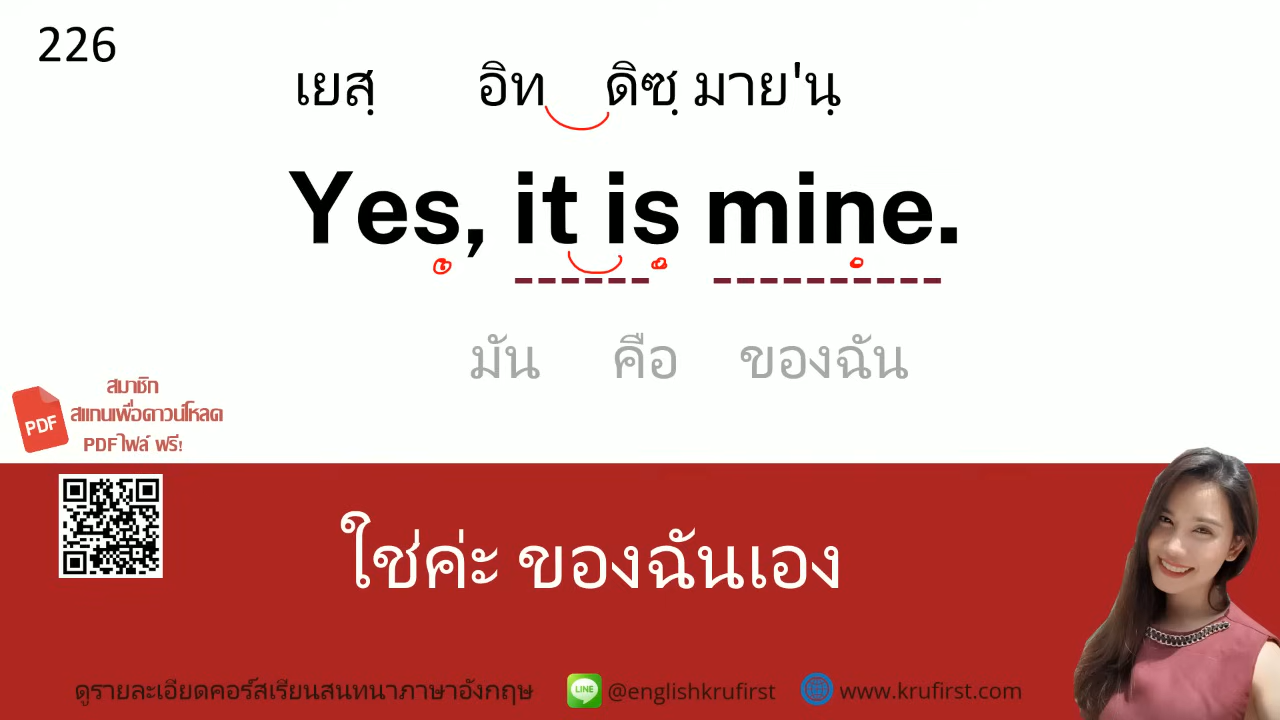 226
เยสฺ อิท ดิซฺ มาย'นฺ
Yes, it is mine.
มัน คือ ของฉัน
สมาชิก
สแกนเพื่อดาวน์โหลด
PDF ไฟล์ ฟรี!
PDF
ใช่ค่ะ ของฉันเอง
ดูรายละเอียดคอร์สเรียนสนทนาภาษาอังกฤษ LINE @englishkrufirst www.krufirst.com